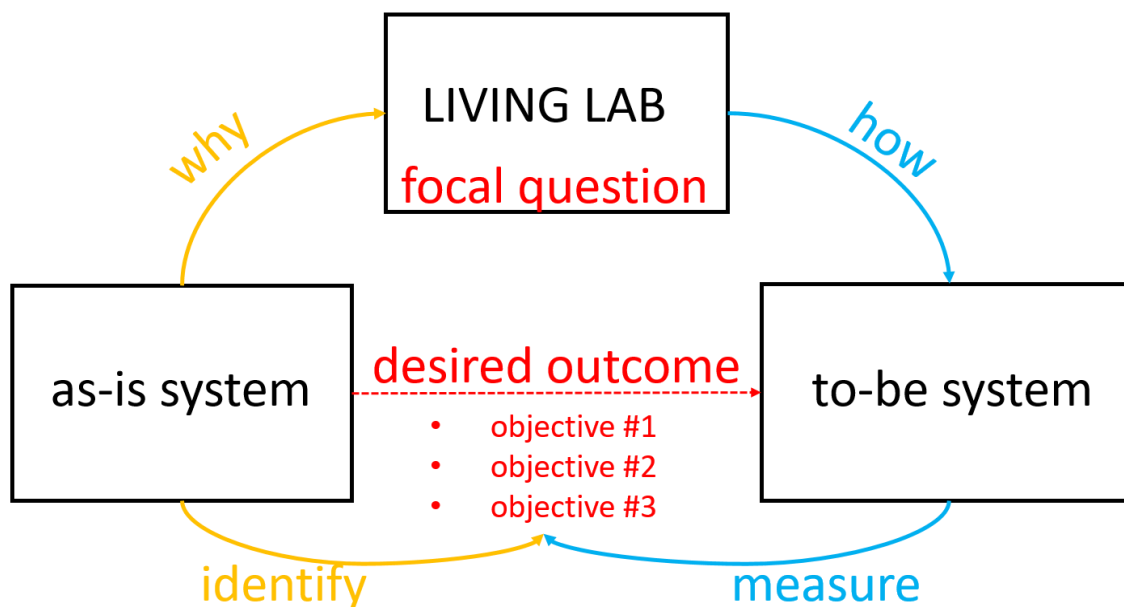 LIVING LAB
focal question
why
how
as-is system
desired outcome
to-be system
• objective #1
• objective #2
• objective #3
identify
measure